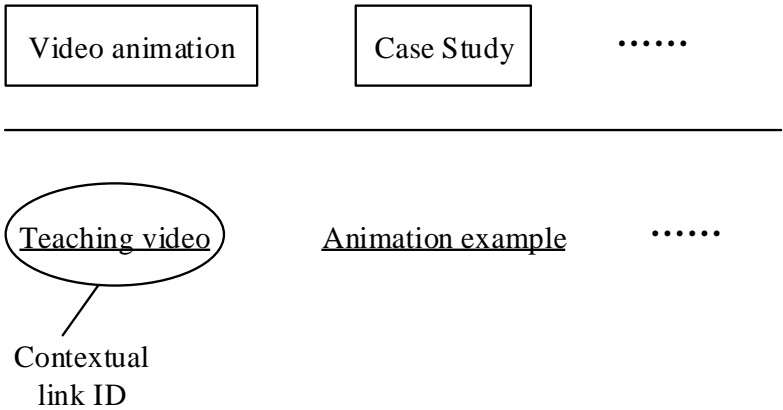 Video animation Case Study ……
Teaching video Animation example ……
Contextual
link ID